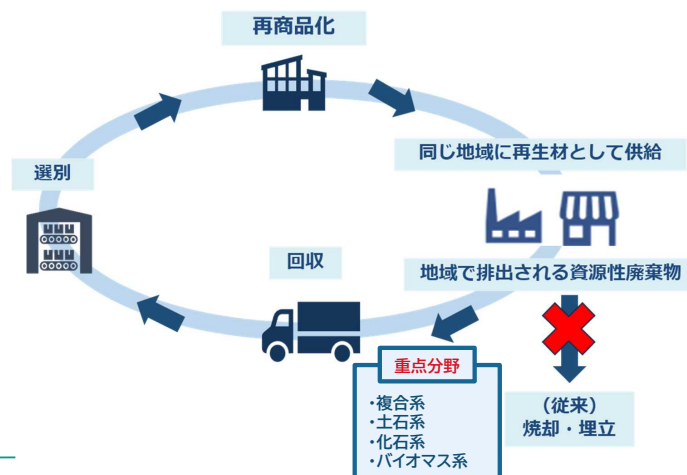 再商品化
同じ地域に再生材として供給
選別
回収
地域で排出される資源性廃棄物
重点分野
・複合系
・土石系
・化石系
・バイオマス系
（従来）
焼却・埋立